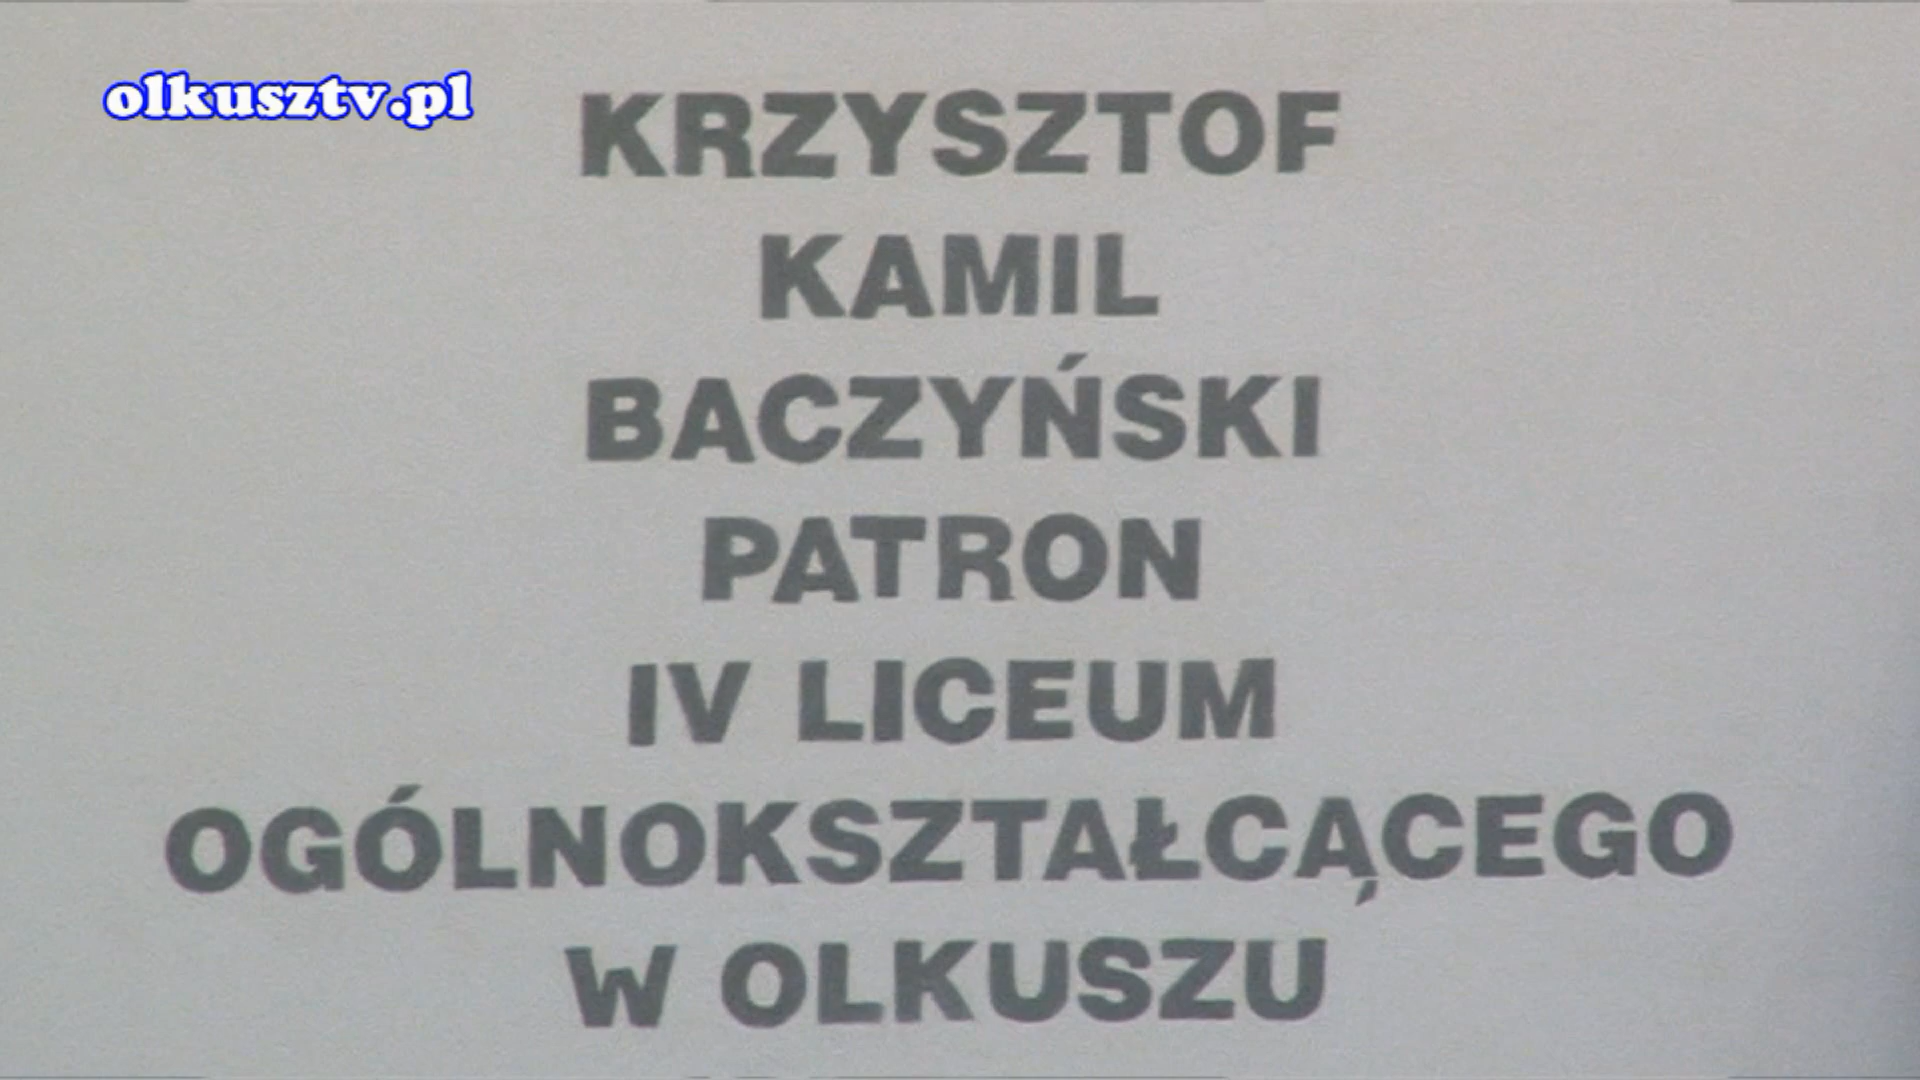 olkusztv.pl
KRZYSZTOF
KAMIL
BACZYŃSKI
PATRON
IV LICEUM
OGÓLNOKSZTAŁCĄCEGO
W OLKUSZU